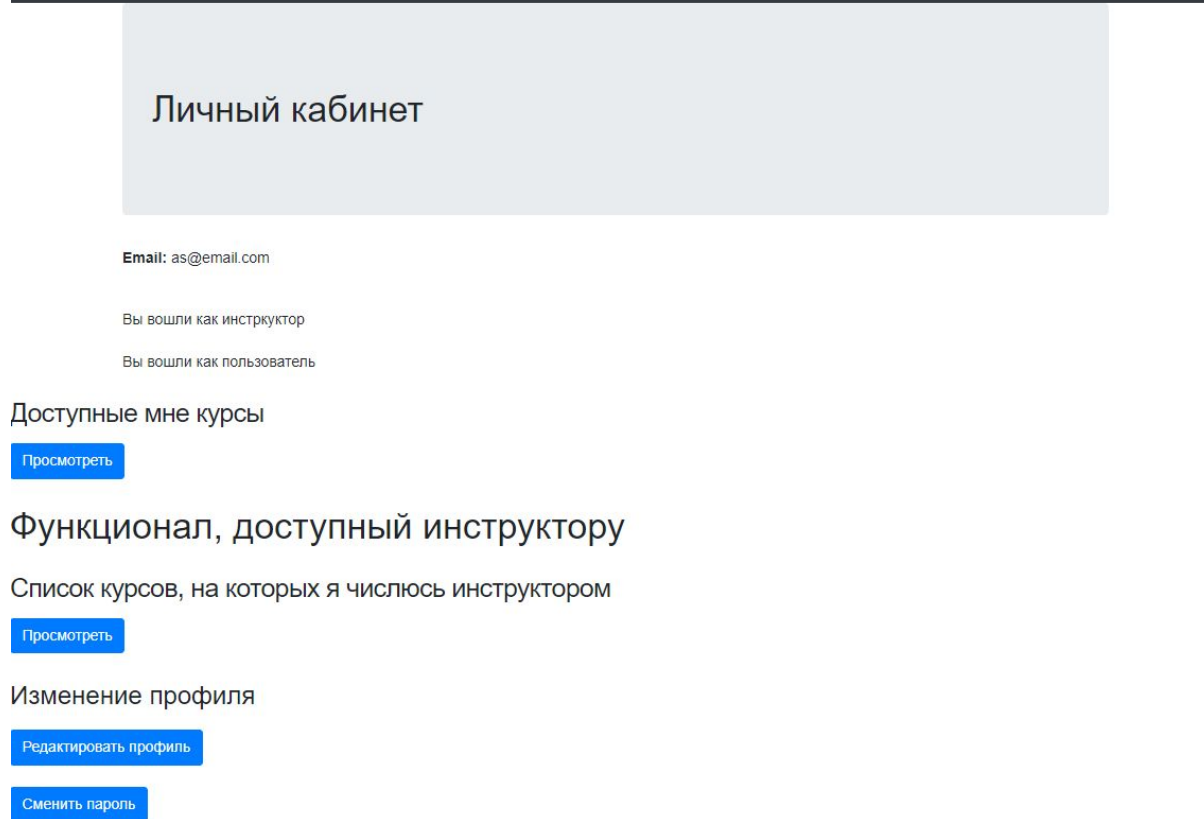 Личный кабинет
Email: as@email.com
Вы вошли как инстркуктор
Вы вошли как пользователь
Доступные мне курсы
Просмотреть
Функционал, доступный инструктору
Список курсов, на которых я числюсь инструктором
Просмотреть
Изменение профиля
Редактировать профиль
Сменить пароль